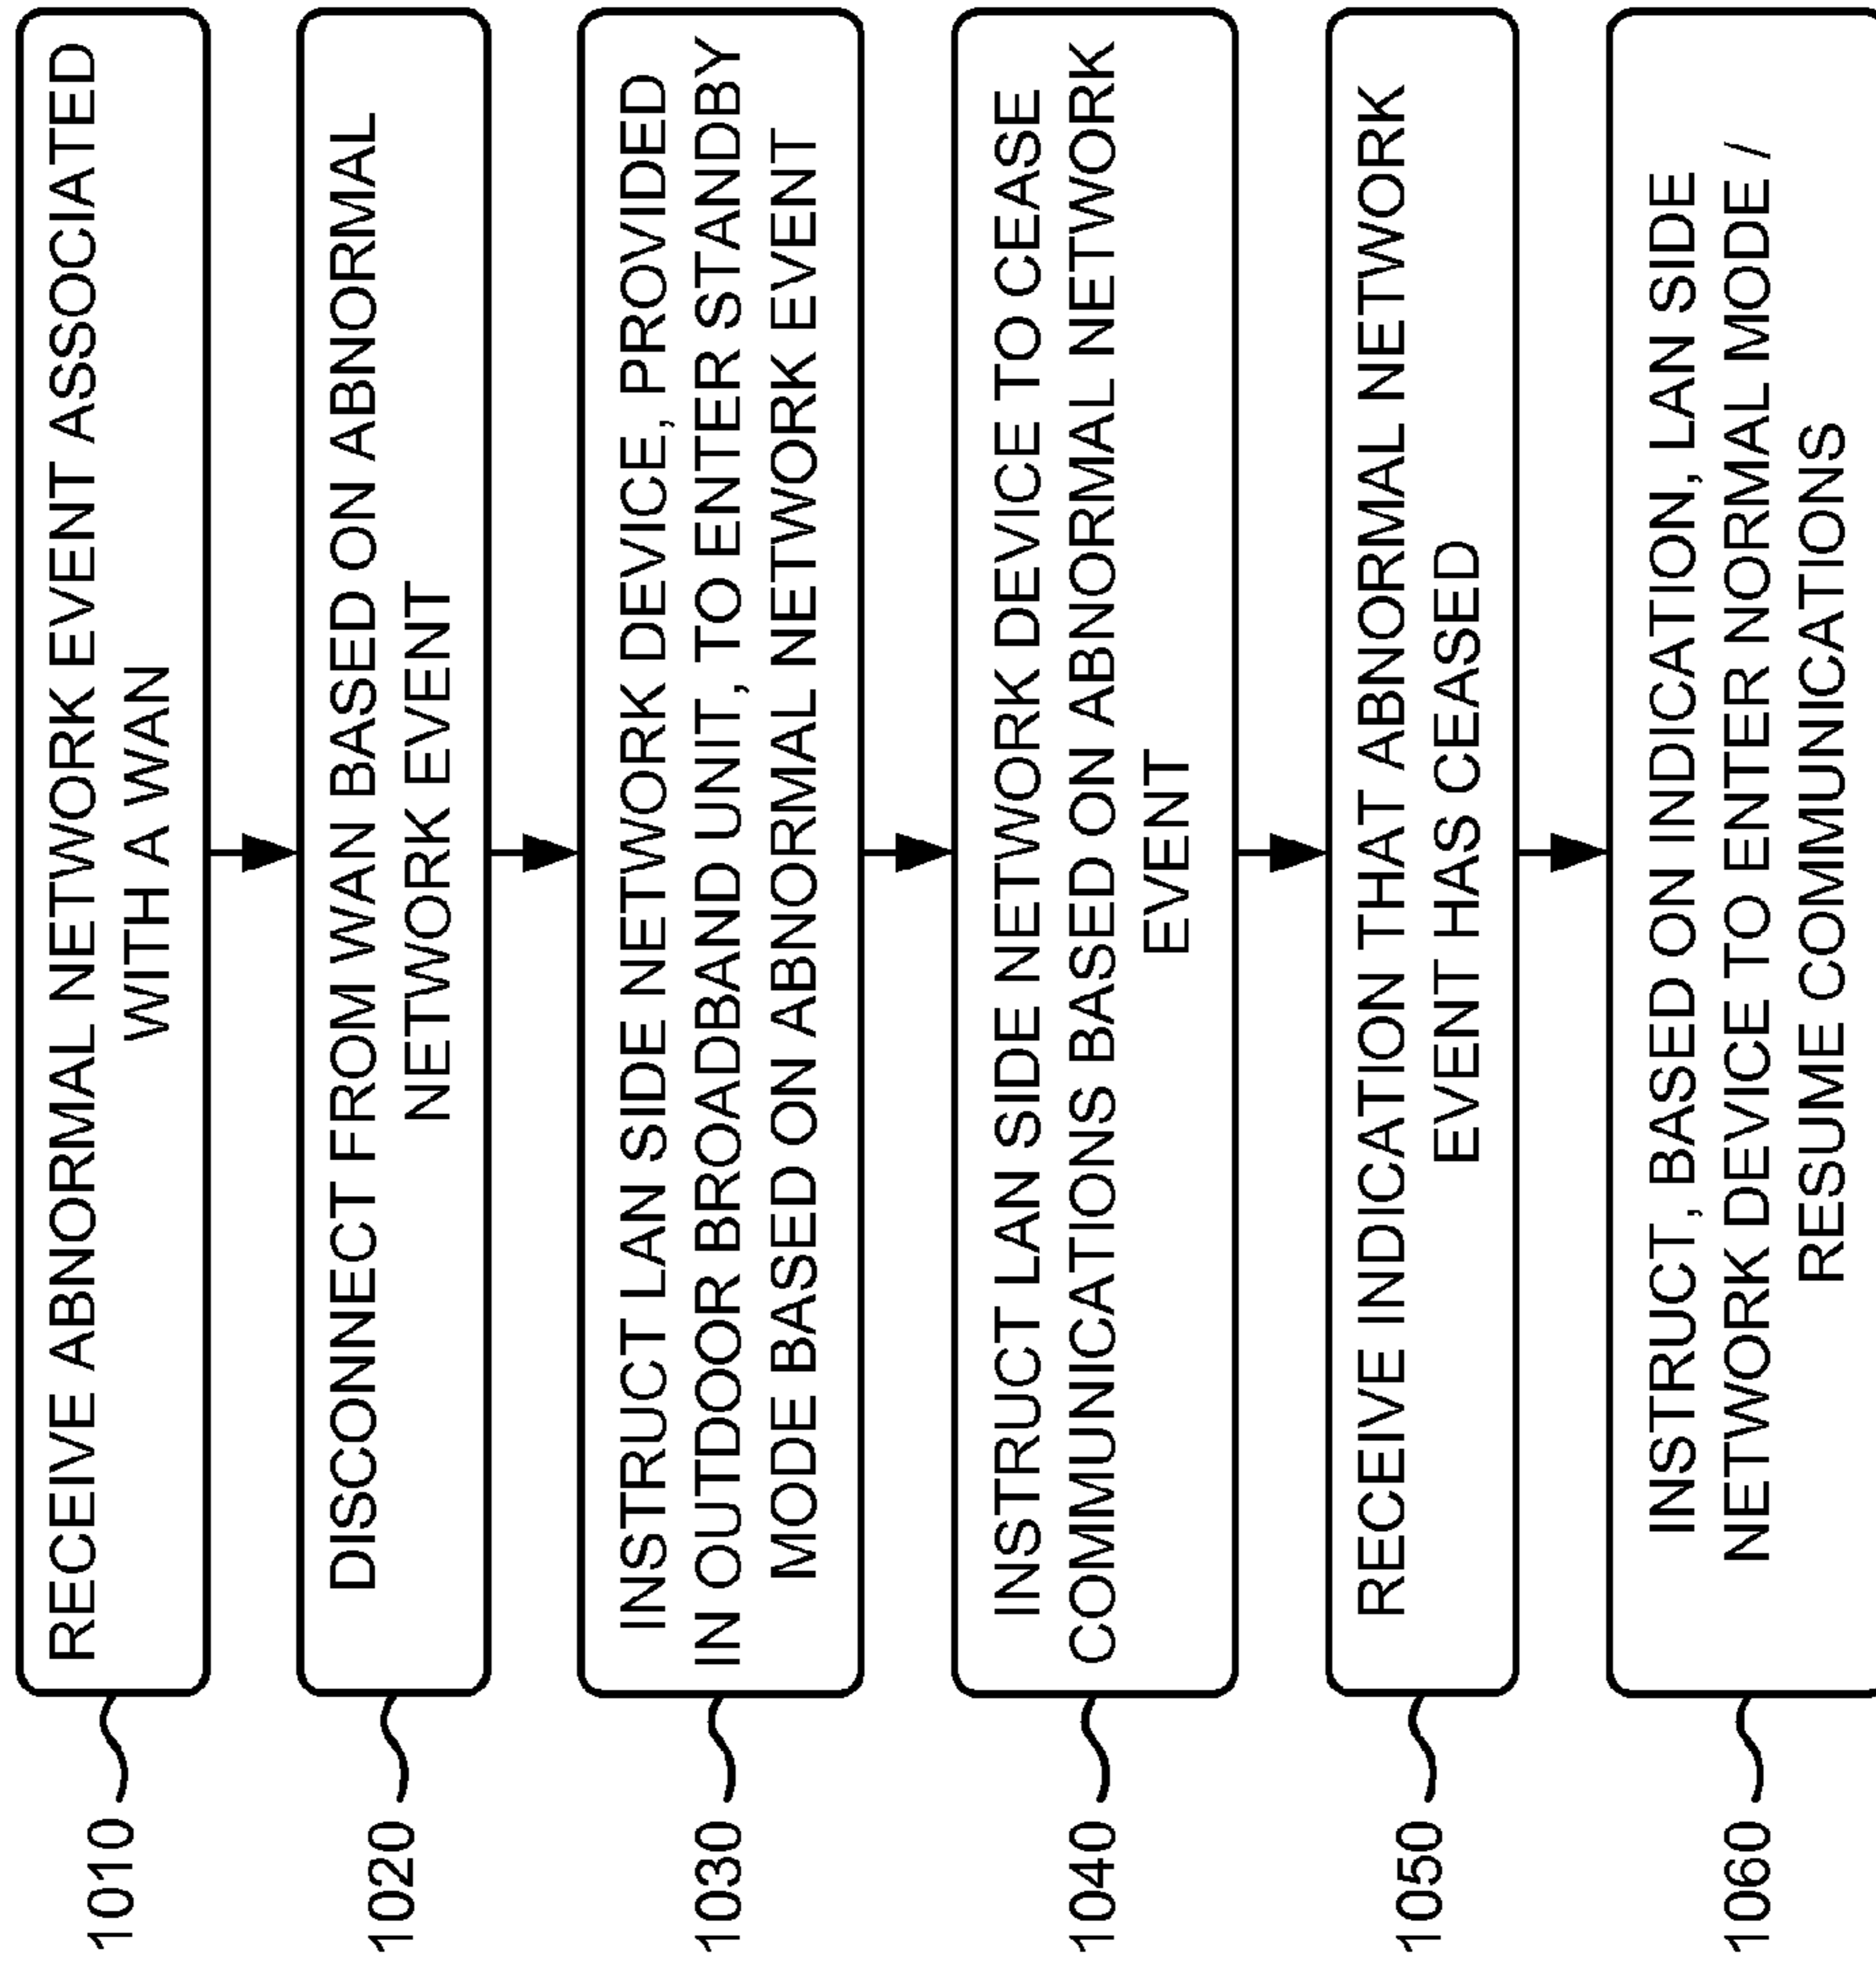 1010
RECEIVE ABNORMAL NETWORK EVENT ASSOCIATED
WITH A WAN
1020
DISCONNECT FROM WAN BASED ON ABNORMAL
NETWORK EVENT
1030
INSTRUCT LAN SIDE NETWORK DEVICE, PROVIDED
IN OUTDOOR BROADBAND UNIT, TO ENTER STANDBY
MODE BASED ON ABNORMAL NETWORK EVENT
1040
INSTRUCT LAN SIDE NETWORK DEVICE TO CEASE
COMMUNICATIONS BASED ON ABNORMAL NETWORK
EVENT
1050
RECEIVE INDICATION THAT ABNORMAL NETWORK
EVENT HAS CEASED
1060
INSTRUCT, BASED ON INDICATION, LAN SIDE
NETWORK DEVICE TO ENTER NORMAL MODE /
RESUME COMMUNICATIONS